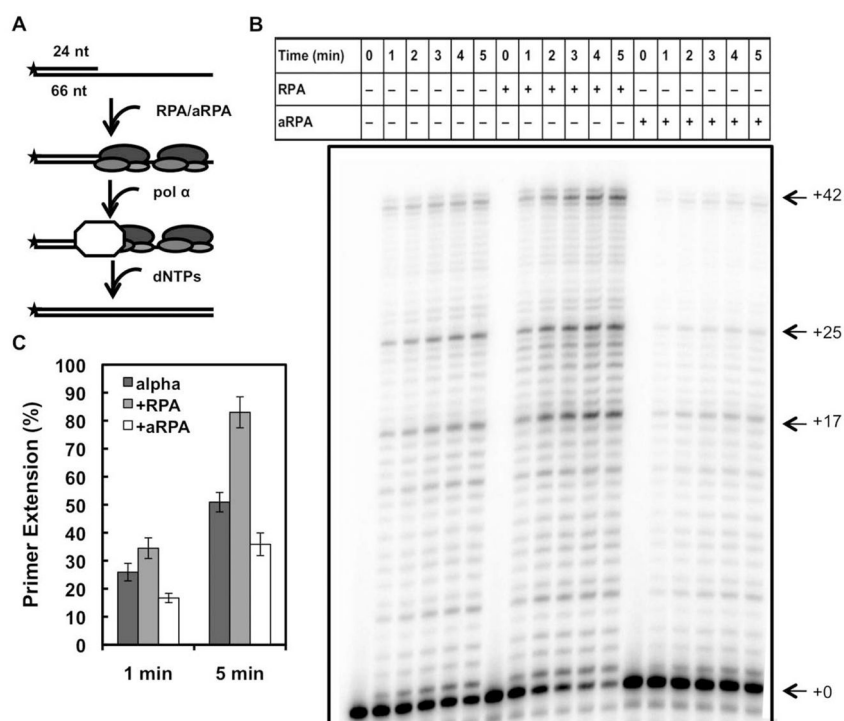 A
24 nt
66 nt
RPA/aRPA
pol α
dNTPs
B
Time (min) 0 1 2 3 4 5 0 1 2 3 4 5 0 1 2 3 4 5
RPA – – – – – – + + + + + + – – – – – –
aRPA – – – – – – – – – – – – + + + + + +
+42
+25
+17
+0
C
100
90
80
70
60
50
40
30
20
10
0
Primer Extension (%)
alpha
+RPA
+aRPA
1 min
5 min